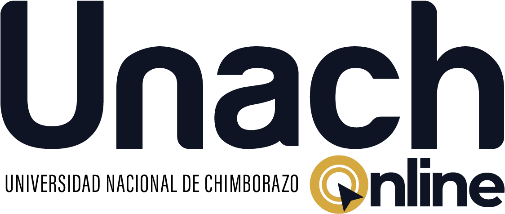 Unach
UNIVERSIDAD NACIONAL DE CHIMBORAZO Online